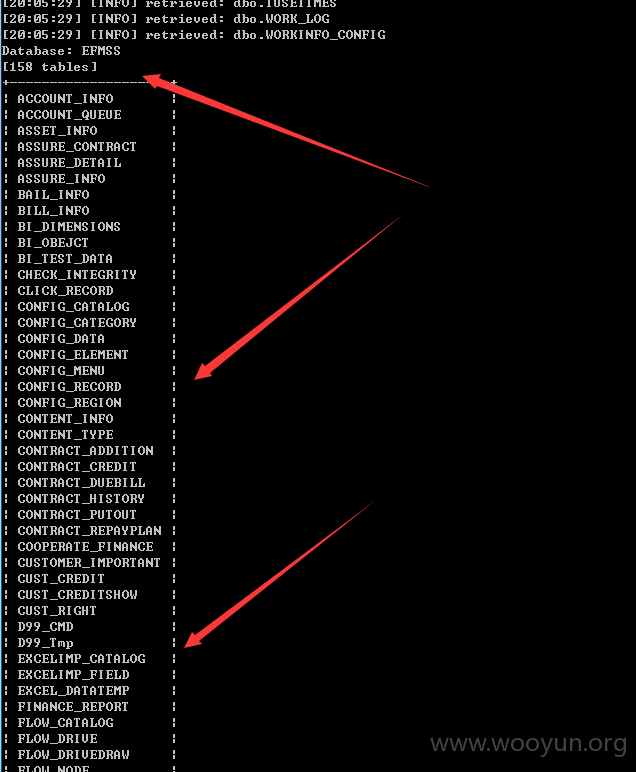 [20:05:29] [INFO] retrieved: dbo.TUSETIMES
[20:05:29] [INFO] retrieved: dbo.WORK_LOG
[20:05:29] [INFO] retrieved: dbo.WORKINFO_CONFIG
Database: EFMSS
[158 tables]
+---------------------+
| ACCOUNT_INFO |
| ACCOUNT_QUEUE |
| ASSET_INFO |
| ASSURE_CONTRACT |
| ASSURE_DETAIL |
| ASSURE_INFO |
| BAIL_INFO |
| BILL_INFO |
| BI_DIMENSIONS |
| BI_OBEJCT |
| BI_TEST_DATA |
| CHECK_INTEGRITY |
| CLICK_RECORD |
| CONFIG_CATALOG |
| CONFIG_CATEGORY |
| CONFIG_DATA |
| CONFIG_ELEMENT |
| CONFIG_MENU |
| CONFIG_RECORD |
| CONFIG_REGION |
| CONTENT_INFO |
| CONTENT_TYPE |
| CONTRACT_ADDITION |
| CONTRACT_CREDIT |
| CONTRACT_DUEBILL |
| CONTRACT_HISTORY |
| CONTRACT_PUTOUT |
| CONTRACT_REPAYPLAN |
| COOPERATE_FINANCE |
| CUSTOMER_IMPORTANT |
| CUST_CREDIT |
| CUST_CREDITSHOW |
| CUST_RIGHT |
| D99_CMD |
| D99_Tmp |
| EXCELIMP_CATALOG |
| EXCELIMP_FIELD |
| EXCEL_DATATEMP |
| FINANCE_REPORT |
| FLOW_CATALOG |
| FLOW_DRIVE |
| FLOW_DRIVEDRAW |
| FLOW_NODE |
www.wooyun.org